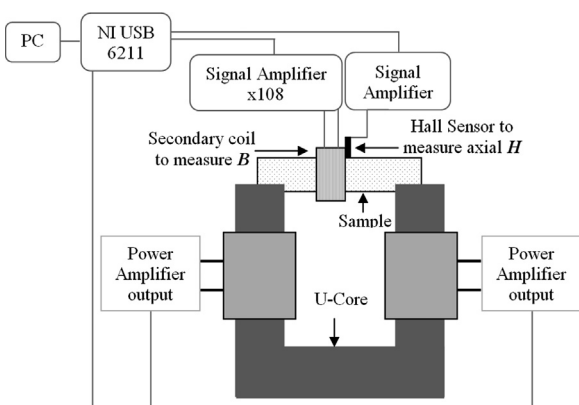 PC
NI USB
6211
Signal Amplifier
x108
Signal
Amplifier
Secondary coil
to measure B
Hall Sensor to
measure axial H
Sample
Power
Amplifier
output
U-Core
Power
Amplifier
output